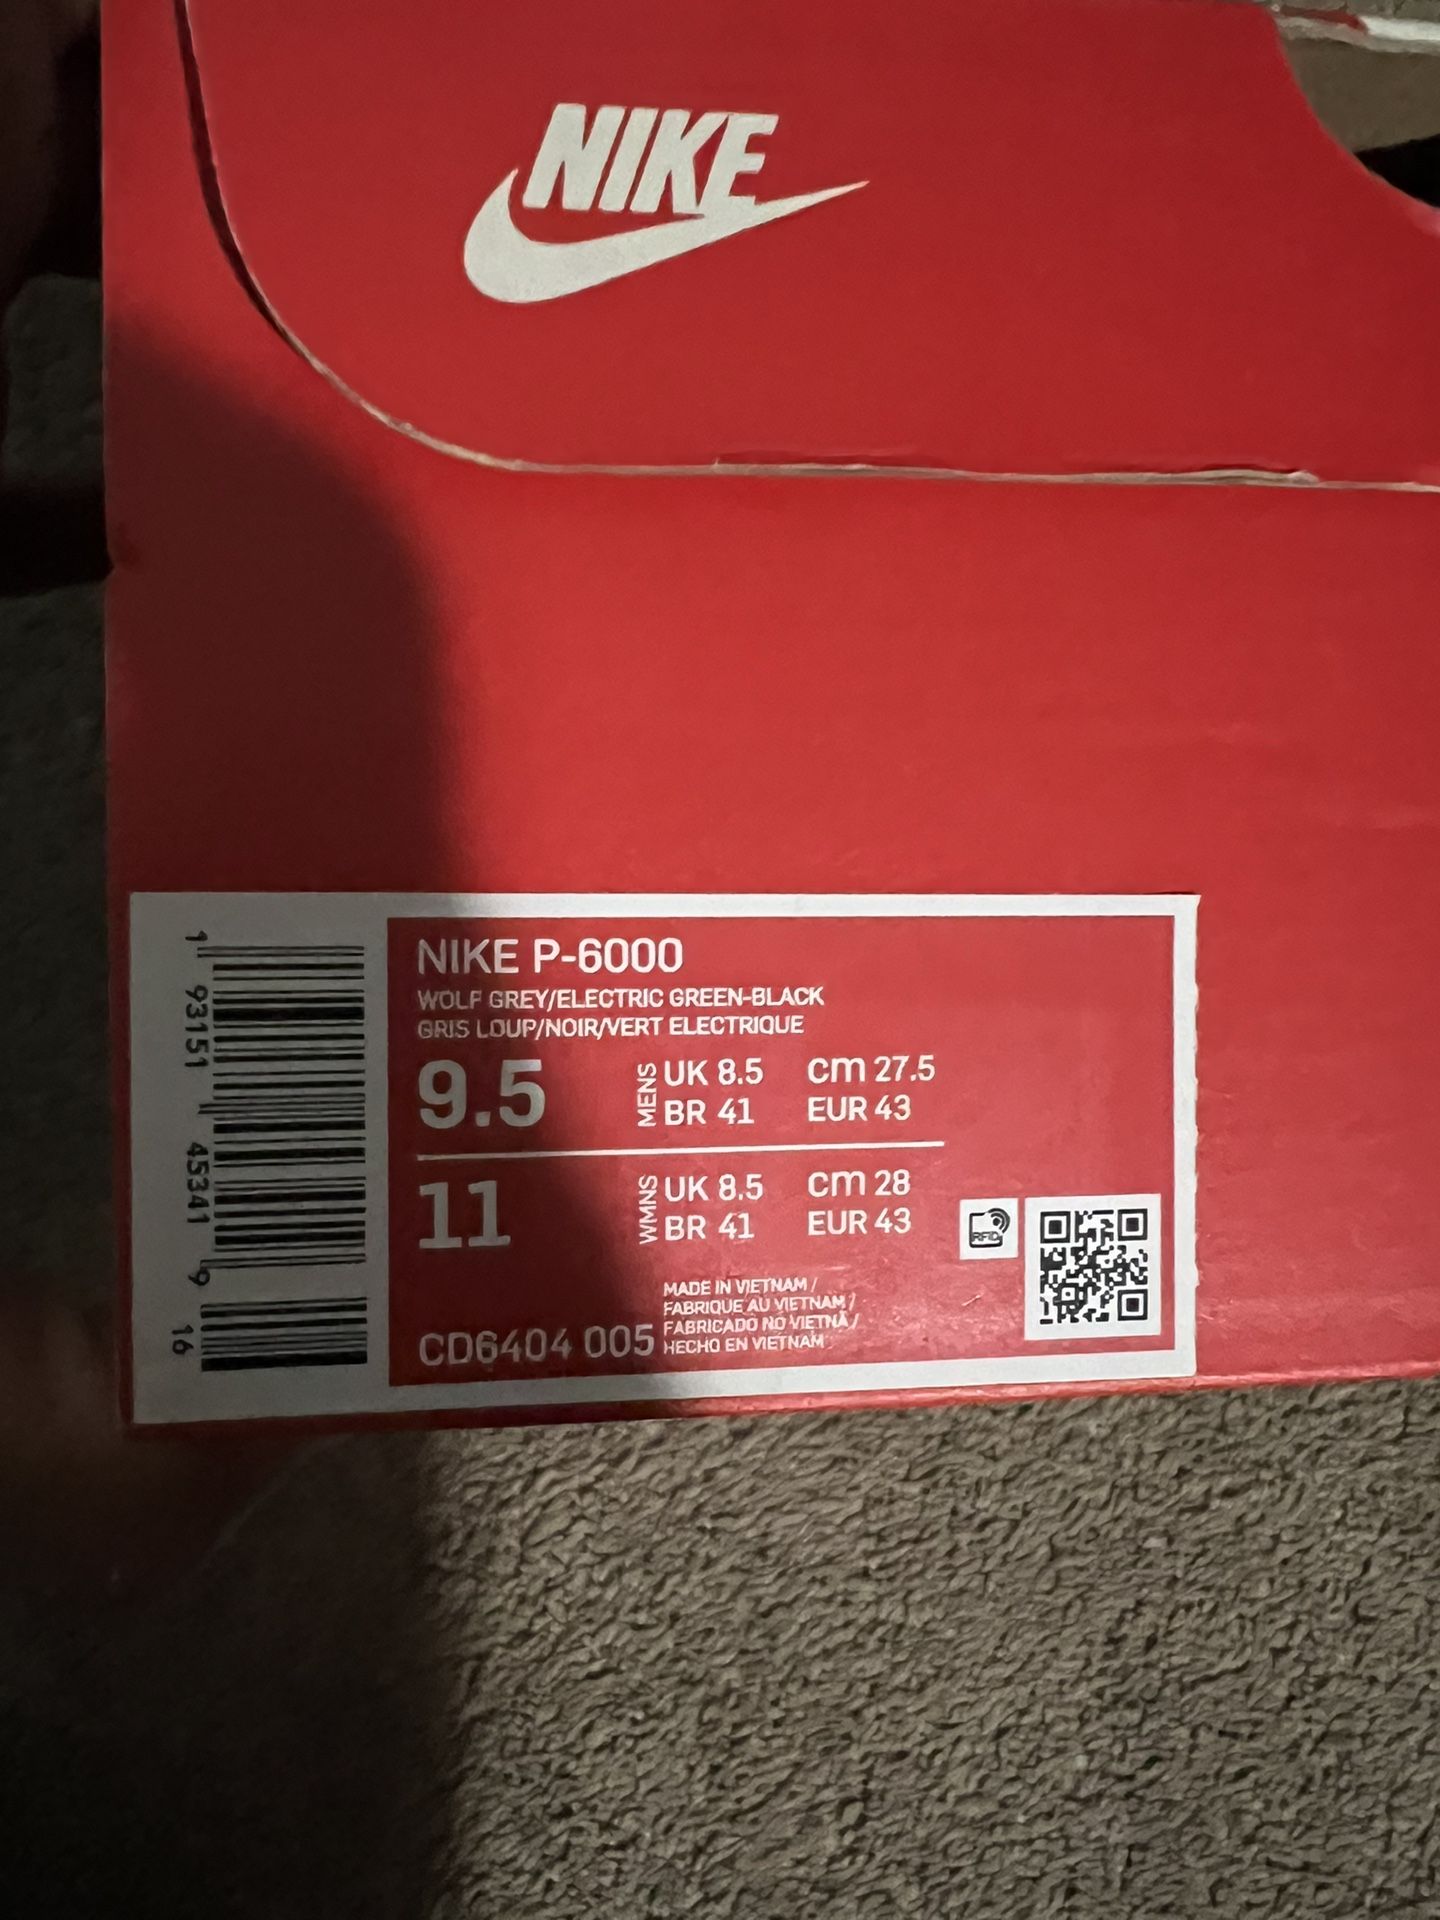 NIKE
NIKE P-6000
WOLF GREY/ELECTRIC GREEN-BLACK
GRIS LOUP/NOIR/VERT ELECTRIQUE
9.5 MENS UK 8.5 cm 27.5
BR 41 EUR 43
11 WMNS UK 8.5 cm 28
BR 41 EUR 43
RFID
MADE IN VIETNAM /
FABRIQUE AU VIETNAM /
FABRICADO NO VIETNÃ /
HECHO EN VIETNAM
CD6404 005
1 93151 45341 9 16